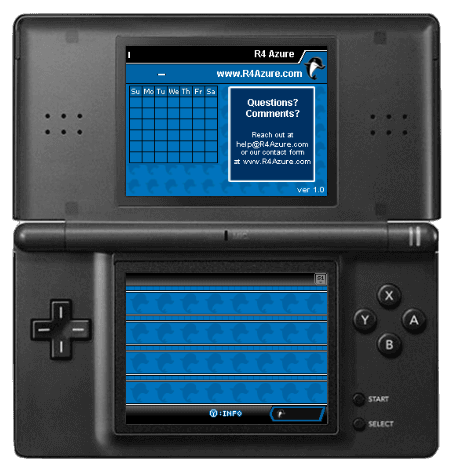 R4 Azure
www.R4Azure.com
Su Mo Tu We Th Fr Sa
Questions?
Comments?
Reach out at
help@R4Azure.com
or our contact form
at www.R4Azure.com
ver 1.0
MIC
X
Y
A
B
START
SELECT
Ⓨ:INFO